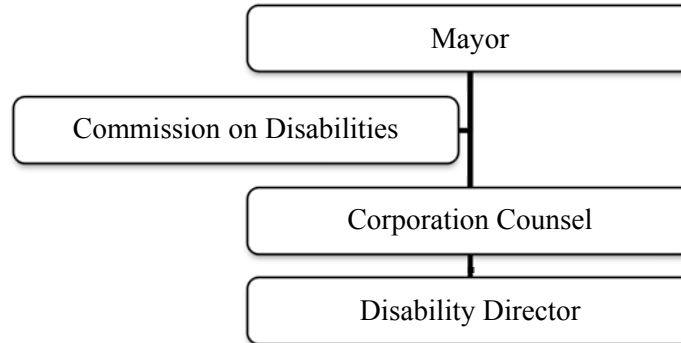 Mayor
Commission on Disabilities
Corporation Counsel
Disability Director